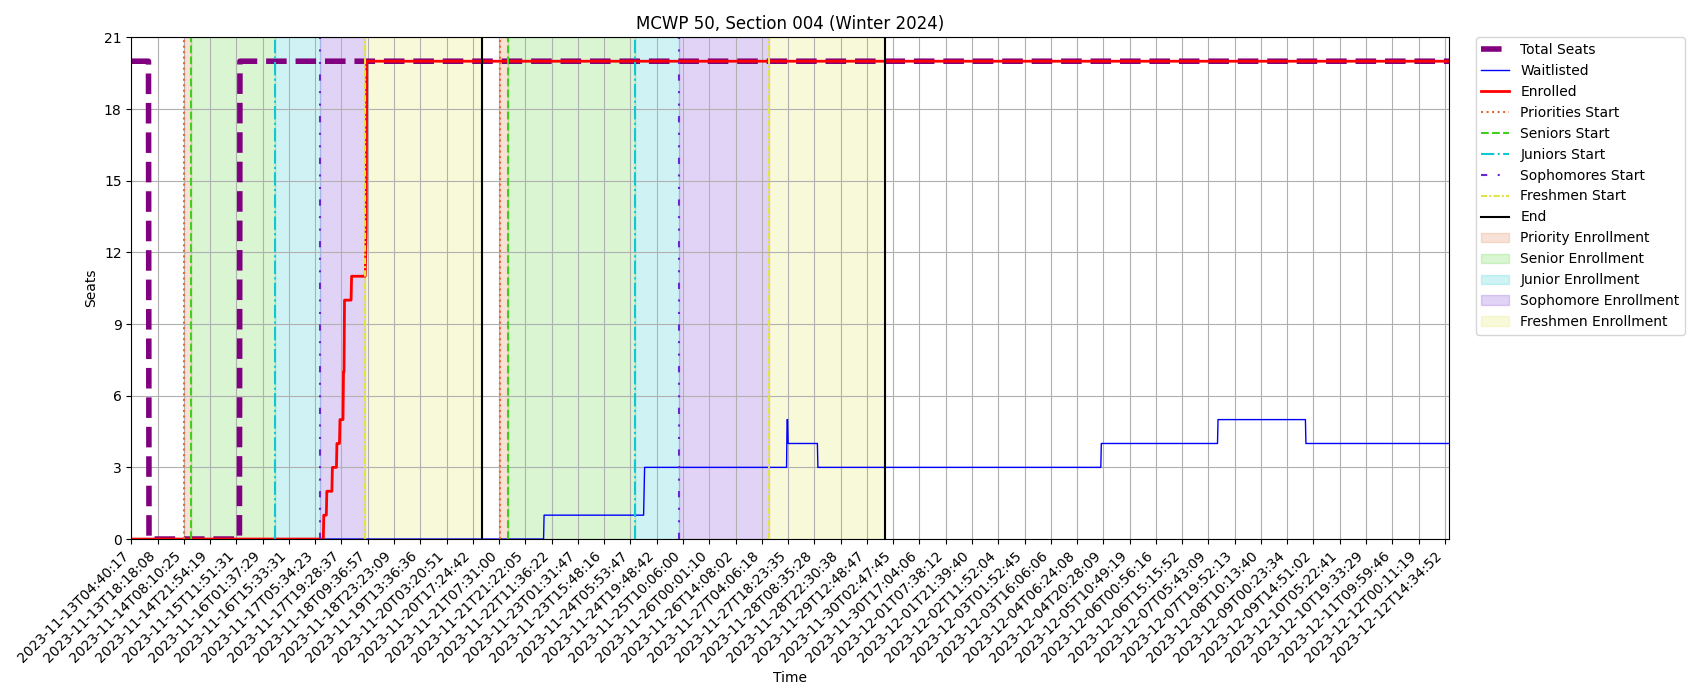 MCWP 50, Section 004 (Winter 2024)
21
18
15
12
9
6
3
0
Seats
2023-11-13T04:40:17
2023-11-13T18:18:08
2023-11-14T08:10:25
2023-11-14T21:54:19
2023-11-15T11:51:31
2023-11-16T01:37:29
2023-11-16T15:33:31
2023-11-17T05:34:23
2023-11-17T19:28:37
2023-11-18T09:36:57
2023-11-18T23:23:09
2023-11-19T13:36:36
2023-11-20T03:20:51
2023-11-20T17:24:42
2023-11-21T07:31:00
2023-11-21T21:22:05
2023-11-22T11:36:22
2023-11-23T01:31:47
2023-11-23T15:48:16
2023-11-24T05:53:47
2023-11-24T19:48:42
2023-11-25T10:06:00
2023-11-26T00:01:10
2023-11-26T14:08:02
2023-11-27T04:06:18
2023-11-27T18:23:35
2023-11-28T08:35:28
2023-11-28T22:30:38
2023-11-29T12:48:47
2023-11-30T02:47:45
2023-11-30T17:04:06
2023-12-01T07:38:12
2023-12-01T21:39:40
2023-12-02T11:52:04
2023-12-03T01:52:45
2023-12-03T16:06:06
2023-12-04T06:24:08
2023-12-04T20:28:09
2023-12-05T10:49:19
2023-12-06T00:56:16
2023-12-06T15:15:52
2023-12-07T05:43:09
2023-12-07T19:52:13
2023-12-08T10:13:40
2023-12-09T00:23:34
2023-12-09T14:51:02
2023-12-10T05:22:41
2023-12-10T19:33:29
2023-12-11T09:59:46
2023-12-12T00:11:19
2023-12-12T14:34:52
Time
Total Seats
Waitlisted
Enrolled
Priorities Start
Seniors Start
Juniors Start
Sophomores Start
Freshmen Start
End
Priority Enrollment
Senior Enrollment
Junior Enrollment
Sophomore Enrollment
Freshmen Enrollment